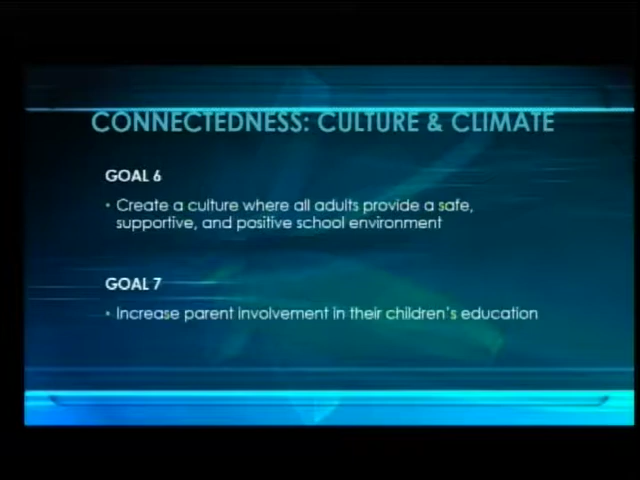 CONNECTEDNESS: CULTURE & CLIMATE
GOAL 6
• Create a culture where all adults provide a safe,
supportive, and positive school environment
GOAL 7
• Increase parent involvement in their children's education